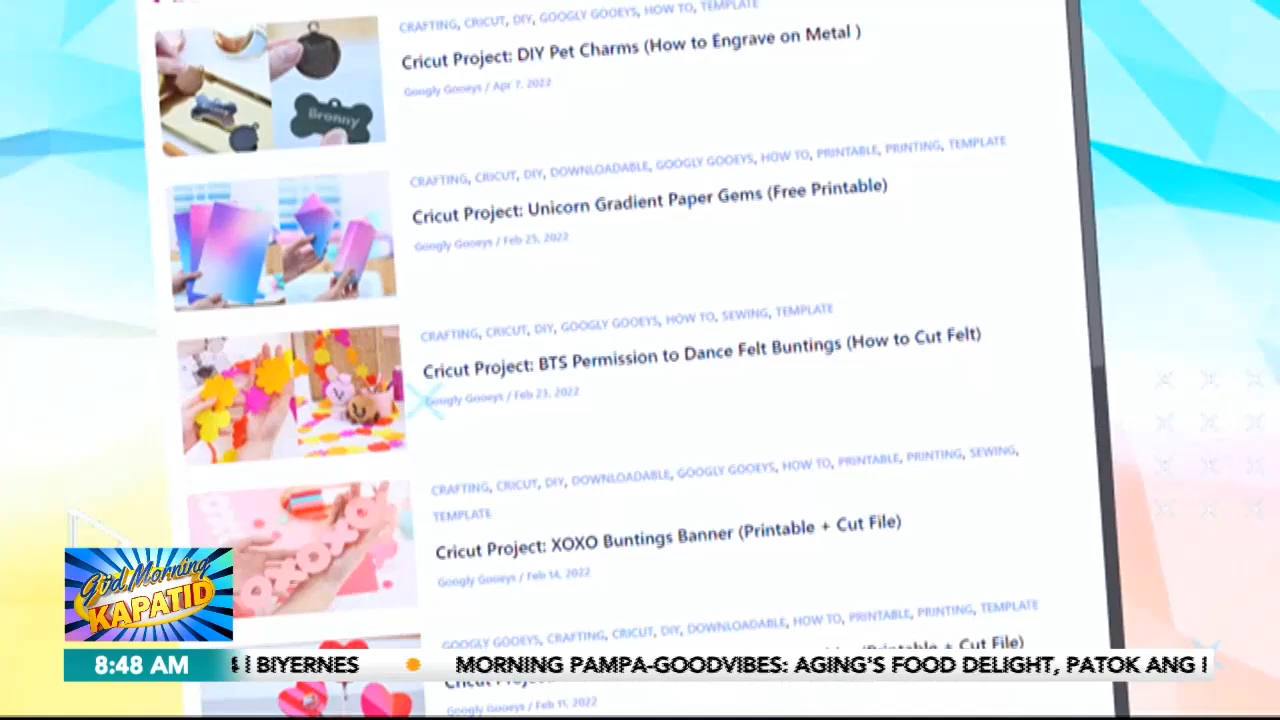 CRAFTING, CRICUT, DIY, GOOGLY GOOEYS, HOW TO, TEMPLATE
Cricut Project: DIY Pet Charms (How to Engrave on Metal )
Googly Gooeys / Apr 7, 2022
Bronny
CRAFTING, CRICUT, DIY, DOWNLOADABLE, GOOGLY GOOEYS, HOW TO, PRINTABLE, PRINTING, TEMPLATE
Cricut Project: Unicorn Gradient Paper Gems (Free Printable)
Googly Gooeys / Feb 25, 2022
CRAFTING, CRICUT, DIY, GOOGLY GOOEYS, HOW TO, SEWING, TEMPLATE
Cricut Project: BTS Permission to Dance Felt Buntings (How to Cut Felt)
Googly Gooeys / Feb 23, 2022
CRAFTING, CRICUT, DIY, DOWNLOADABLE, GOOGLY GOOEYS, HOW TO, PRINTABLE, PRINTING, SEWING,
TEMPLATE
Cricut Project: XOXO Buntings Banner (Printable + Cut File)
Googly Gooeys / Feb 14, 2022
XOXOXO
GOOGLY GOOEYS, CRAFTING, CRICUT, DIY, DOWNLOADABLE, HOW TO, PRINTABLE, PRINTING, TEMPLATE
Cricut Project: + Cut File)
Googly Gooeys / Feb 11, 2022
Gud Morning
KAPATID
8:48 AM
BIYERNES
MORNING PAMPA-GOODVIBES: AGING'S FOOD DELIGHT, PATOK ANG